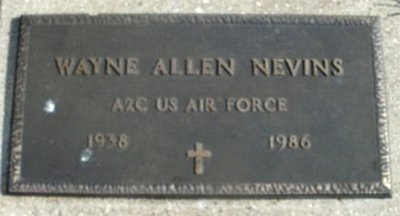 WAYNE ALLEN NEVINS
A2C US AIR FORCE
1938 1986